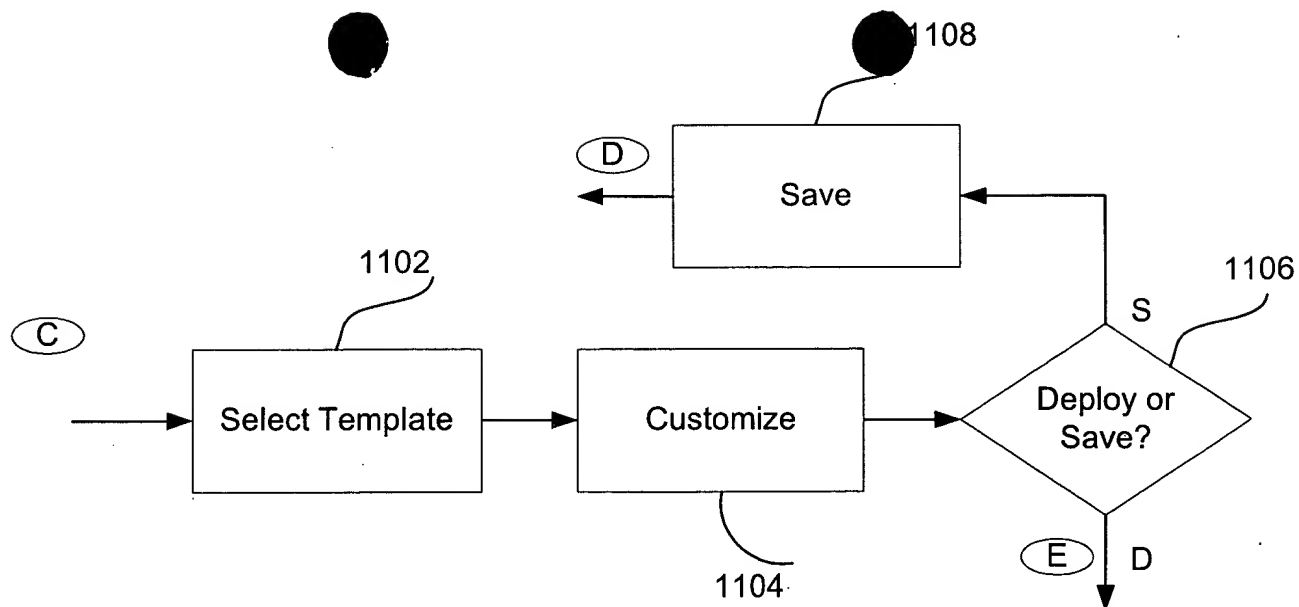 1108
D
Save
1102
1106
C
S
Select Template
Customize
Deploy or
Save?
E
D
1104